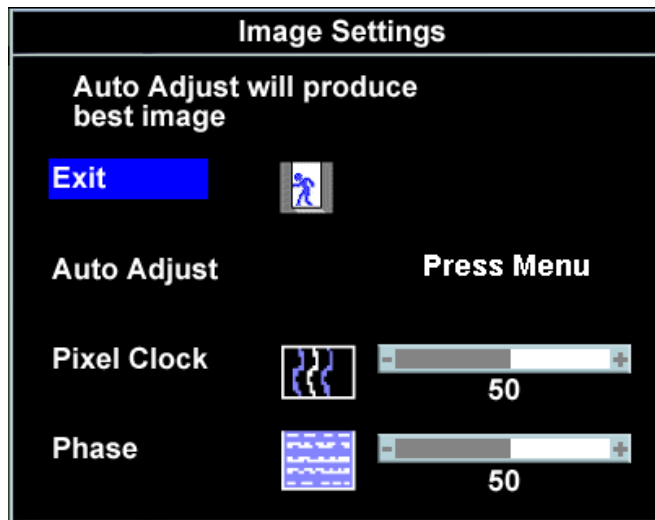 Image Settings
Auto Adjust will produce
best image
Exit
Auto Adjust
Press Menu
Pixel Clock
- +
50
Phase
- +
50